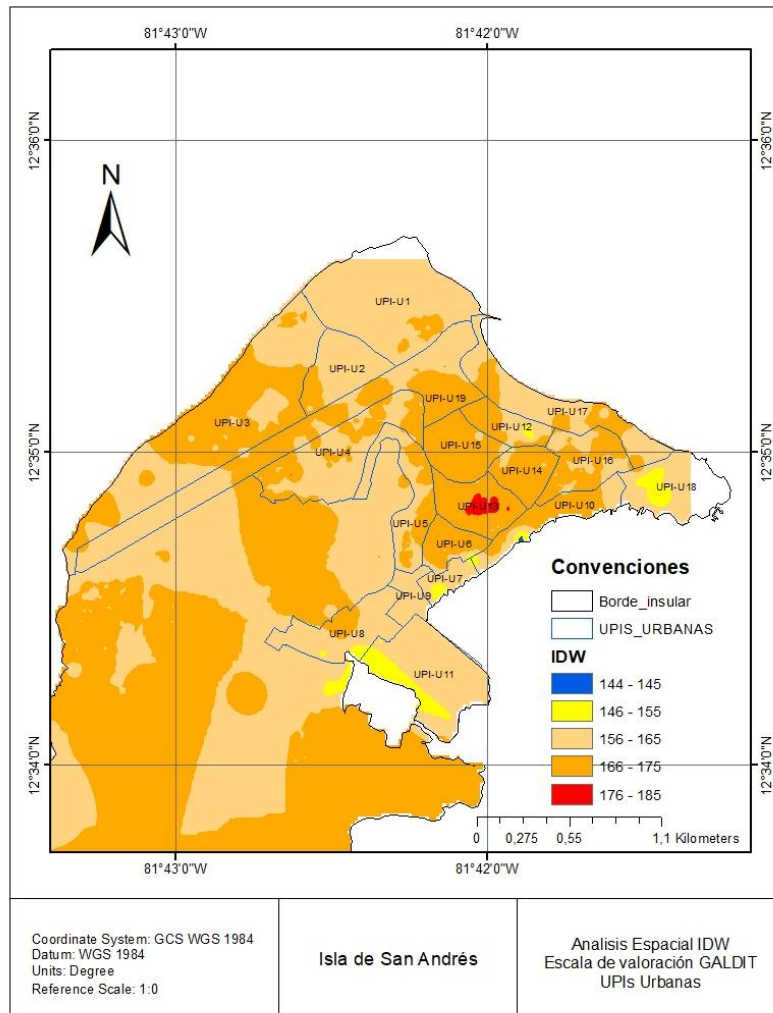 81°43'0"W 81°42'0"W
12°36'0"N 12°36'0"N
N
UPI-U1
UPI-U2
UPI-U19
UPI-U17
UPI-U3
UPI-U12
UPI-U4
UPI-U15
12°35'0"N 12°35'0"N
UPI-U16
UPI-U14
UPI-U18
UPI-U13
UPI-U10
UPI-U5
UPI-U6
UPI-U7
UPI-U9
UPI-U8
UPI-U11
Convenciones
Borde_insular
UPIS_URBANAS
IDW
144 - 145
146 - 155
156 - 165
166 - 175
176 - 185
12°34'0"N 12°34'0"N
0 0,275 0,55 1,1 Kilometers
81°43'0"W 81°42'0"W
Coordinate System: GCS WGS 1984
Datum: WGS 1984
Units: Degree
Reference Scale: 1:0
Isla de San Andrés
Analisis Espacial IDW
Escala de valoración GALDIT
UPIs Urbanas